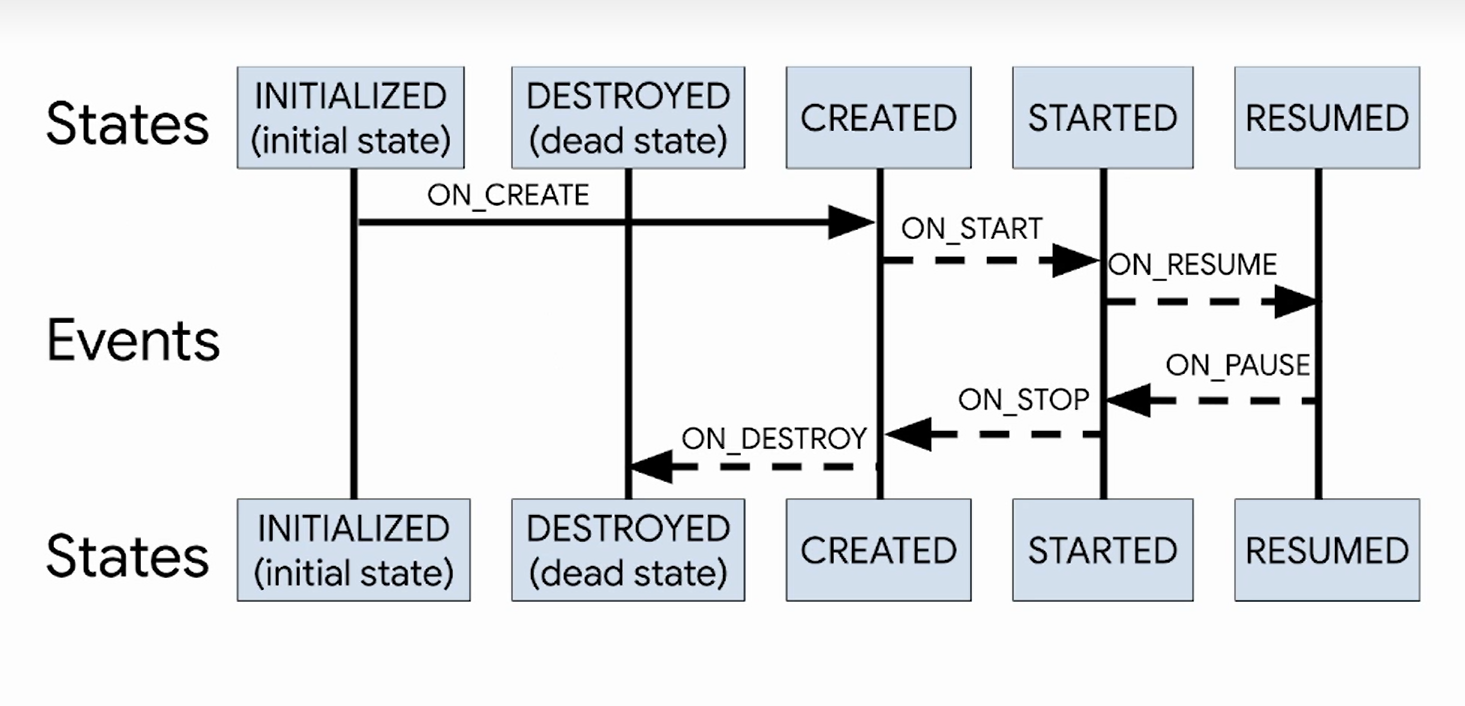 States
INITIALIZED
(initial state)
DESTROYED
(dead state)
CREATED
STARTED
RESUMED
ON_CREATE
ON_START
ON_RESUME
Events
ON_PAUSE
ON_STOP
ON_DESTROY
States
INITIALIZED
(initial state)
DESTROYED
(dead state)
CREATED
STARTED
RESUMED